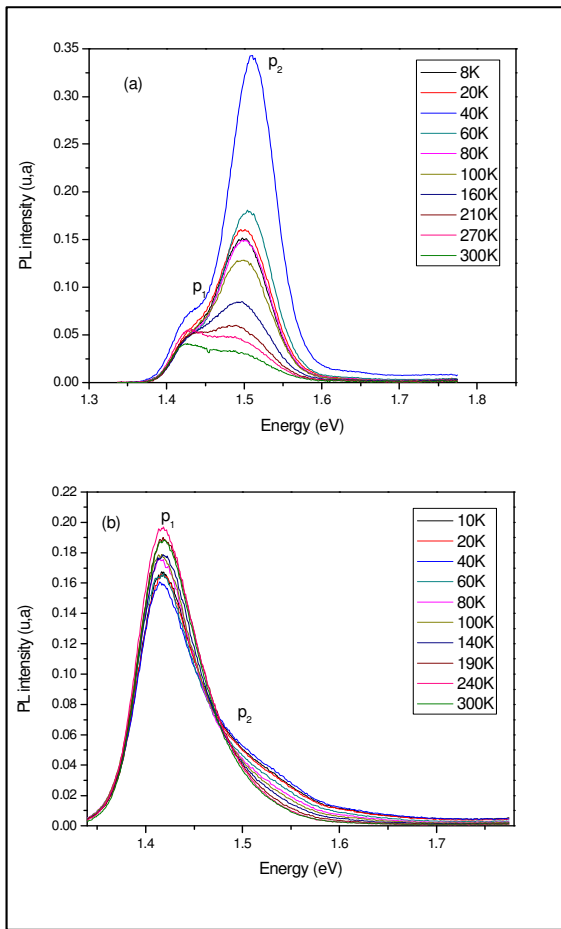 (a)
p2
p1
8K
20K
40K
60K
80K
100K
160K
210K
270K
300K
0.35
0.30
0.25
0.20
0.15
0.10
0.05
0.00
PL intensity (u,a)
1.3 1.4 1.5 1.6 1.7 1.8
Energy (eV)
(b)
p1
p2
10K
20K
40K
60K
80K
100K
140K
190K
240K
300K
0.22
0.20
0.18
0.16
0.14
0.12
0.10
0.08
0.06
0.04
0.02
0.00
PL intensity (u,a)
1.4 1.5 1.6 1.7
Energy (eV)